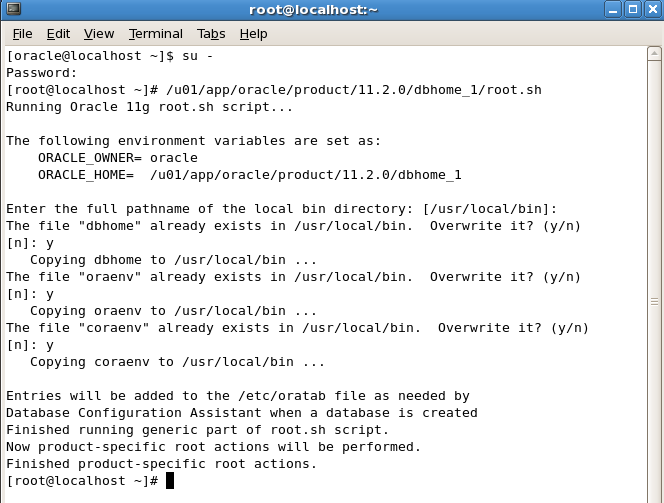 root@localhost:~
File Edit View Terminal Tabs Help
[oracle@localhost ~]$ su -
Password:
[root@localhost ~]# /u01/app/oracle/product/11.2.0/dbhome_1/root.sh
Running Oracle 11g root.sh script...
The following environment variables are set as:
    ORACLE_OWNER= oracle
    ORACLE_HOME=  /u01/app/oracle/product/11.2.0/dbhome_1
Enter the full pathname of the local bin directory: [/usr/local/bin]:
The file "dbhome" already exists in /usr/local/bin.  Overwrite it? (y/n)
[n]: y
   Copying dbhome to /usr/local/bin ...
The file "oraenv" already exists in /usr/local/bin.  Overwrite it? (y/n)
[n]: y
   Copying oraenv to /usr/local/bin ...
The file "coraenv" already exists in /usr/local/bin.  Overwrite it? (y/n)
[n]: y
   Copying coraenv to /usr/local/bin ...
Entries will be added to the /etc/oratab file as needed by
Database Configuration Assistant when a database is created
Finished running generic part of root.sh script.
Now product-specific root actions will be performed.
Finished product-specific root actions.
[root@localhost ~]#